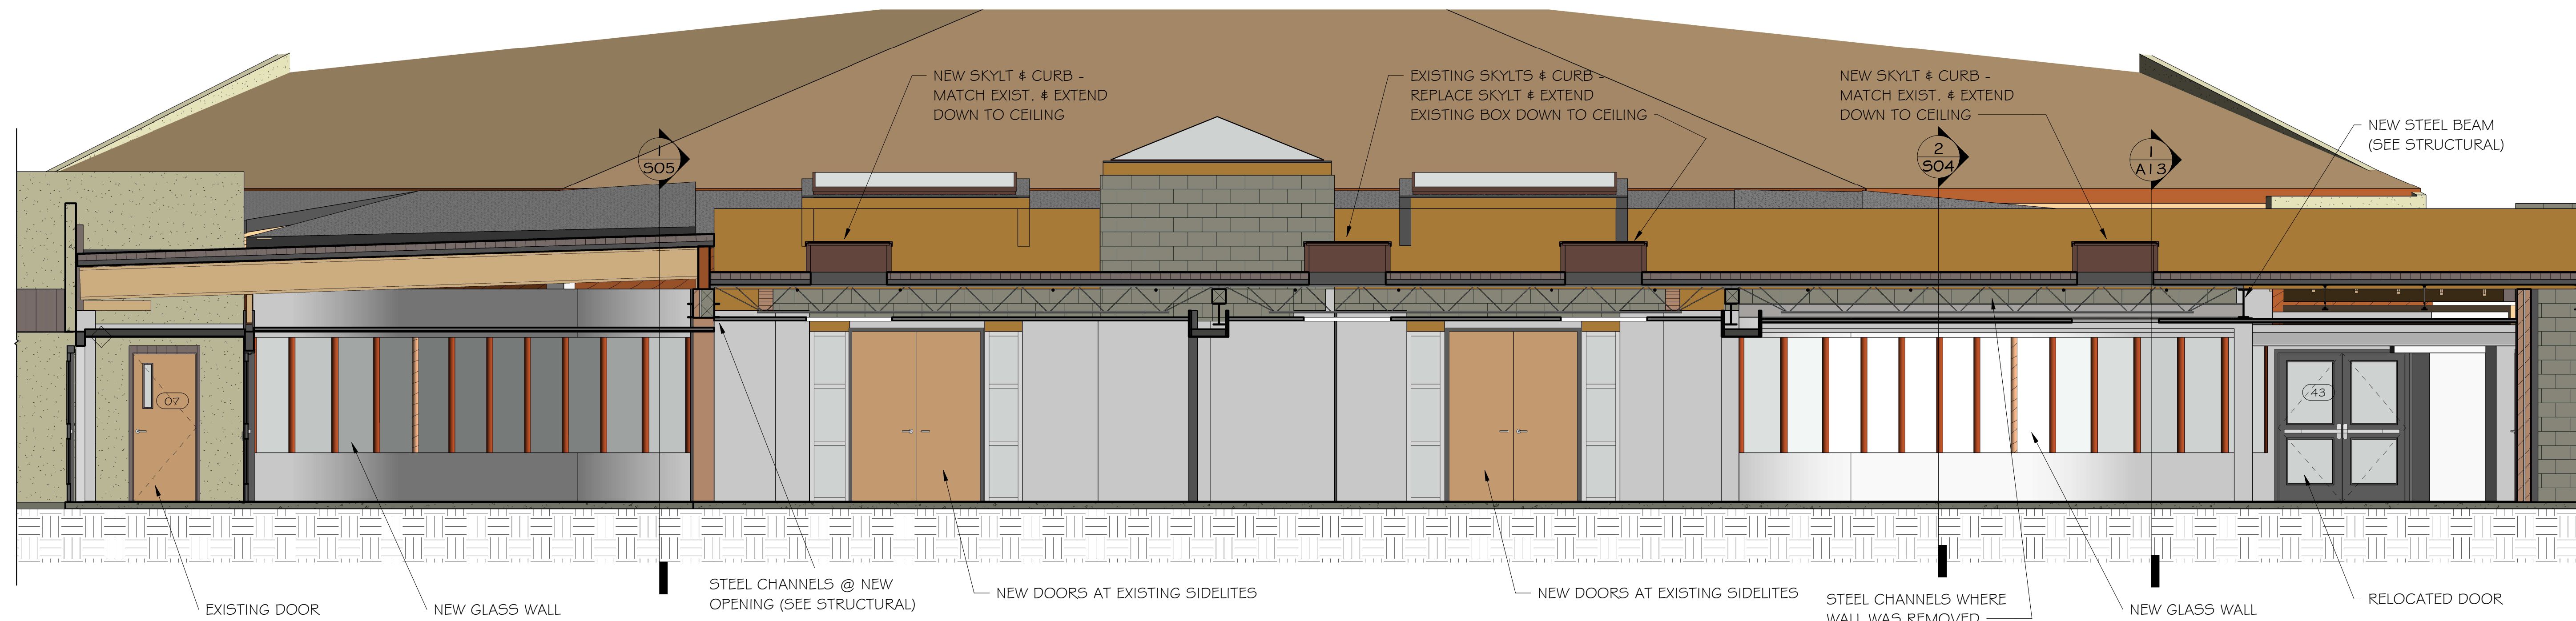 NEW SKYLT & CURB -
MATCH EXIST. & EXTEND
DOWN TO CEILING
EXISTING SKYLTS & CURB -
REPLACE SKYLT & EXTEND
EXISTING BOX DOWN TO CEILING
NEW SKYLT & CURB -
MATCH EXIST. & EXTEND
DOWN TO CEILING
NEW STEEL BEAM
(SEE STRUCTURAL)
1
S05
2
S04
1
A13
07
43
EXISTING DOOR
NEW GLASS WALL
STEEL CHANNELS @ NEW
OPENING (SEE STRUCTURAL)
NEW DOORS AT EXISTING SIDELITES
NEW DOORS AT EXISTING SIDELITES
STEEL CHANNELS WHERE
WALL WAS REMOVED
NEW GLASS WALL
RELOCATED DOOR